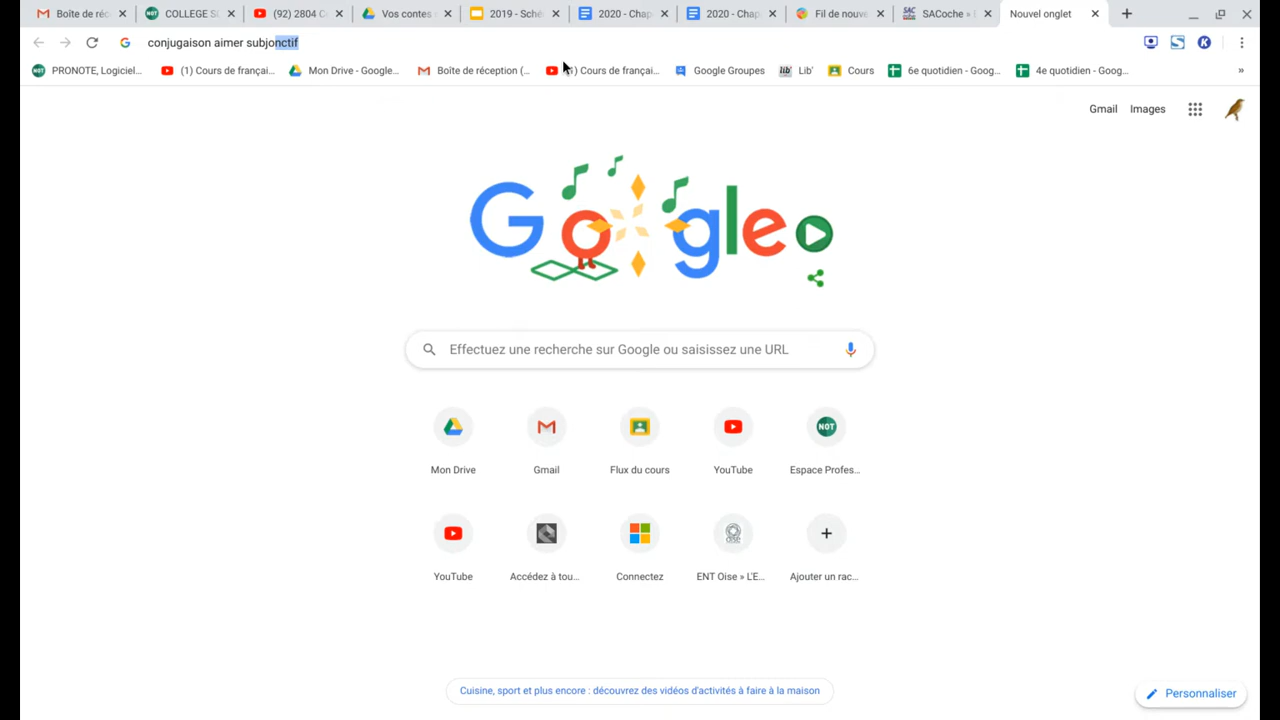 Boîte de réc
COLLEGE S
(92) 2804 C
Vos contes
2019 - Sché
2020 - Chap
2020 - Chap
Fil de nouve
SACoche » I
Nouvel onglet
conjugaison aimer subjonctif
PRONOTE, Logiciel...
(1) Cours de françai...
Mon Drive - Google...
Boîte de réception (...
1) Cours de françai...
Google Groupes
Lib'
Cours
6e quotidien - Goog...
4e quotidien - Goog...
»
Gmail
Images
Google
Effectuez une recherche sur Google ou saisissez une URL
Mon Drive
Gmail
Flux du cours
YouTube
Espace Profes...
YouTube
Accédez à tou...
Connectez
ENT Oise » L'E...
Ajouter un rac...
Cuisine, sport et plus encore : découvrez des vidéos d'activités à faire à la maison
Personnaliser